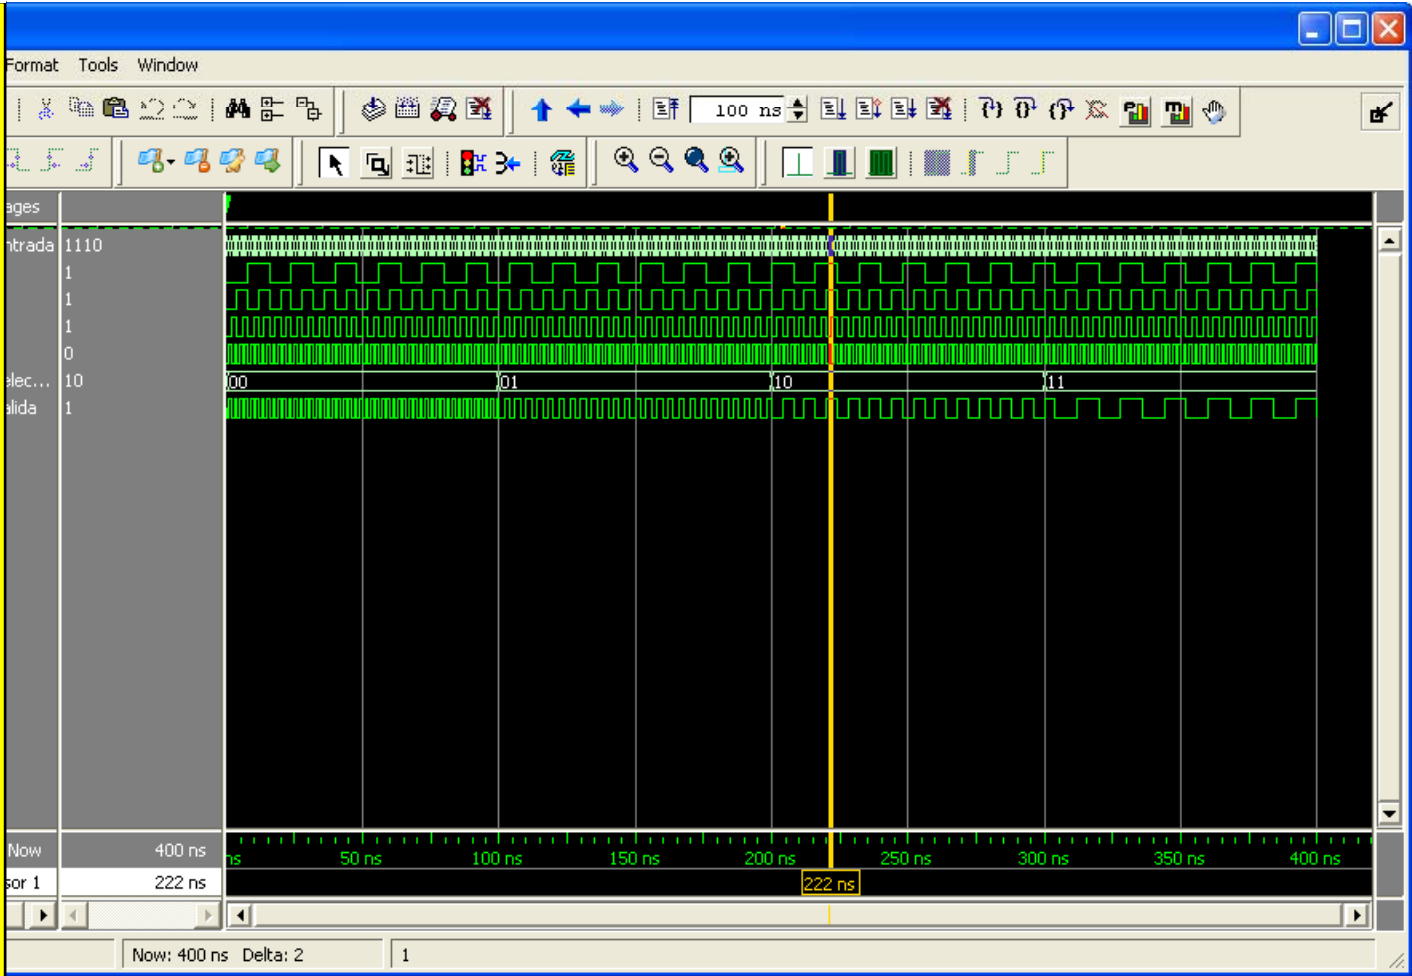 Format Tools Window
100 ns
ages
ntrada 1110
1
1
1
0
elec... 10 00 01 10 11
alida 1
Now 400 ns ns 50 ns 100 ns 150 ns 200 ns 250 ns 300 ns 350 ns 400 ns
sor 1 222 ns 222 ns
Now: 400 ns Delta: 2 1